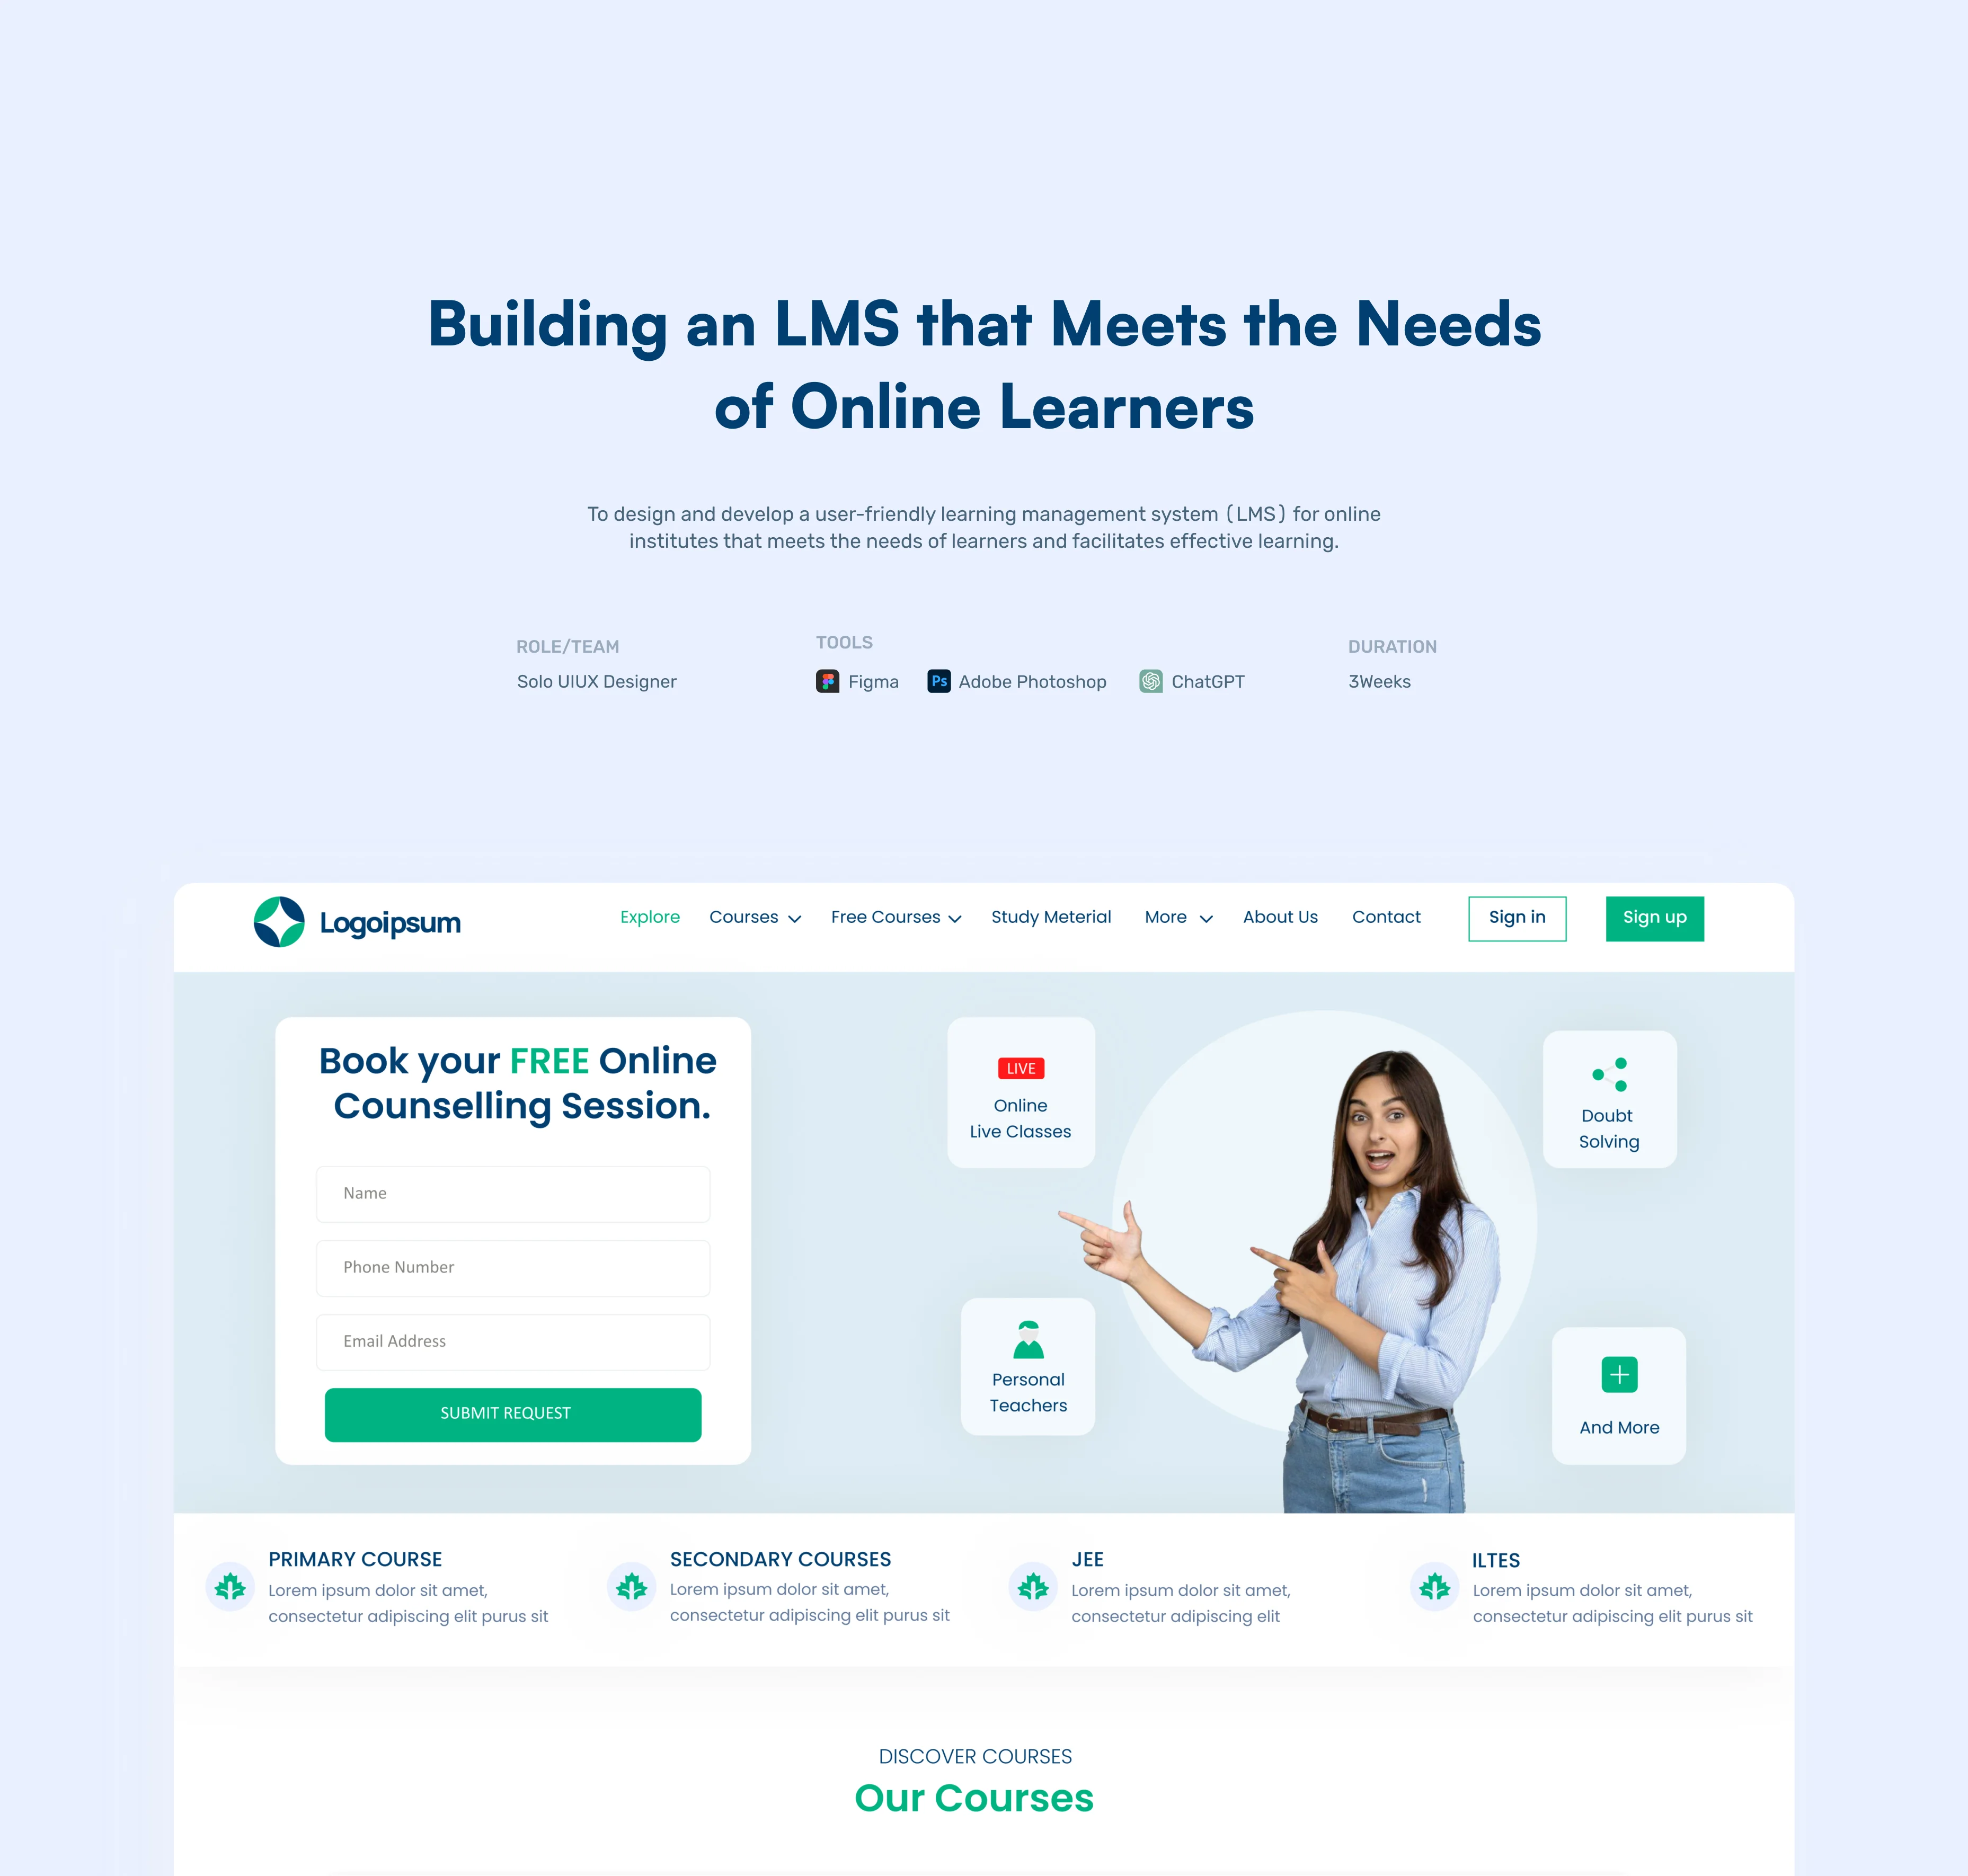 Building an LMS that Meets the Needs
of Online Learners
To design and develop a user-friendly learning management system (LMS) for online
institutes that meets the needs of learners and facilitates effective learning.
ROLE/TEAM
Solo UIUX Designer
TOOLS
Figma
Ps
Adobe Photoshop
ChatGPT
DURATION
3Weeks
Logoipsum
Explore
Courses
Free Courses
Study Meterial
More
About Us
Contact
Sign in
Sign up
Book your FREE Online
Counselling Session.
Name
Phone Number
Email Address
SUBMIT REQUEST
LIVE
Online
Live Classes
Doubt
Solving
Personal
Teachers
And More
PRIMARY COURSE
Lorem ipsum dolor sit amet,
consectetur adipiscing elit purus sit
SECONDARY COURSES
Lorem ipsum dolor sit amet,
consectetur adipiscing elit purus sit
JEE
Lorem ipsum dolor sit amet,
consectetur adipiscing elit
ILTES
Lorem ipsum dolor sit amet,
consectetur adipiscing elit purus sit
DISCOVER COURSES
Our Courses